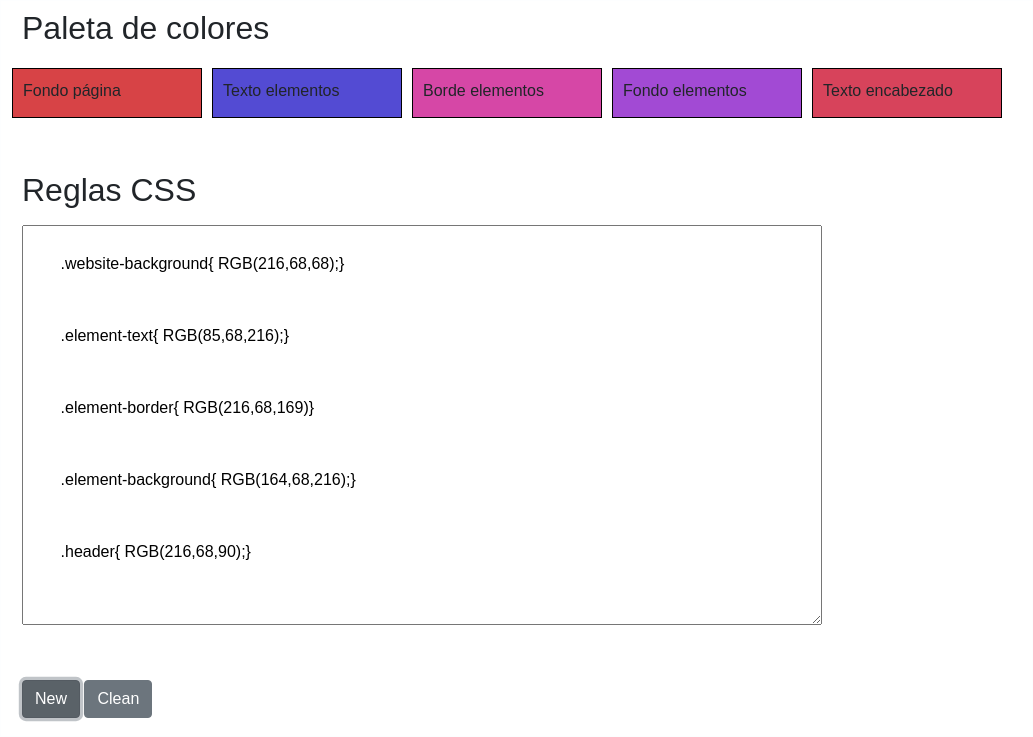 Paleta de colores
Fondo página
Texto elementos
Borde elementos
Fondo elementos
Texto encabezado
Reglas CSS
.website-background{ RGB(216,68,68);}
.element-text{ RGB(85,68,216);}
.element-border{ RGB(216,68,169)}
.element-background{ RGB(164,68,216);}
.header{ RGB(216,68,90);}
New
Clean